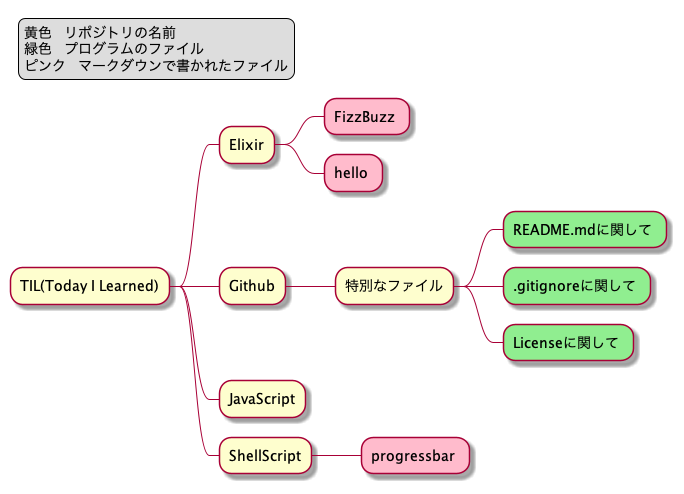 黄色　リポジトリの名前
緑色　プログラムのファイル
ピンク　マークダウンで書かれたファイル
TIL(Today I Learned)
Elixir
FizzBuzz
hello
Github
特別なファイル
README.mdに関して
.gitignoreに関して
Licenseに関して
JavaScript
ShellScript
progressbar